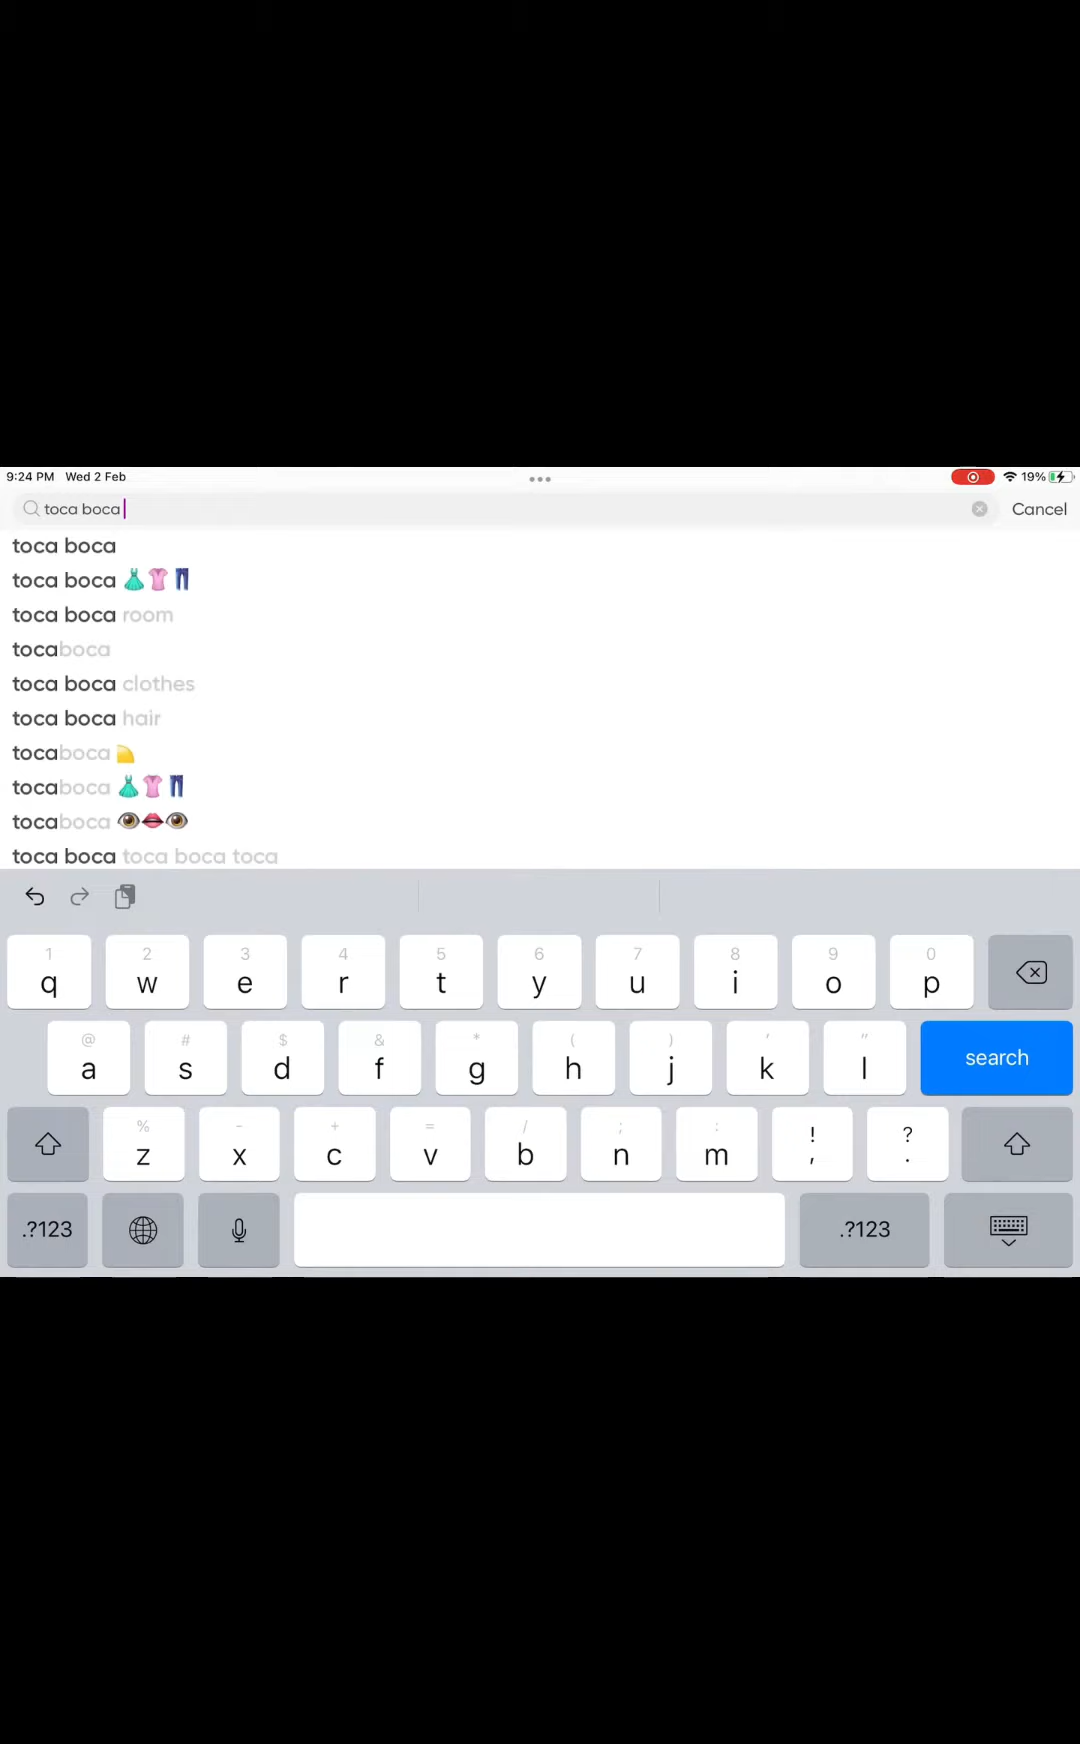 9:24 PM Wed 2 Feb
19%
toca boca
Cancel
toca boca
toca boca 👗👚👖
toca boca room
tocaboca
toca boca clothes
toca boca hair
tocaboca
tocaboca 👗👚👖
tocaboca 👁👄👁
toca boca toca boca toca
1 2 3 4 5 6 7 8 9 0
q w e r t y u i o p
@ # $ & * ( ) ' "
a s d f g h j k l search
% - + = / ; : ! ?
z x c v b n m , .
.?123 .?123